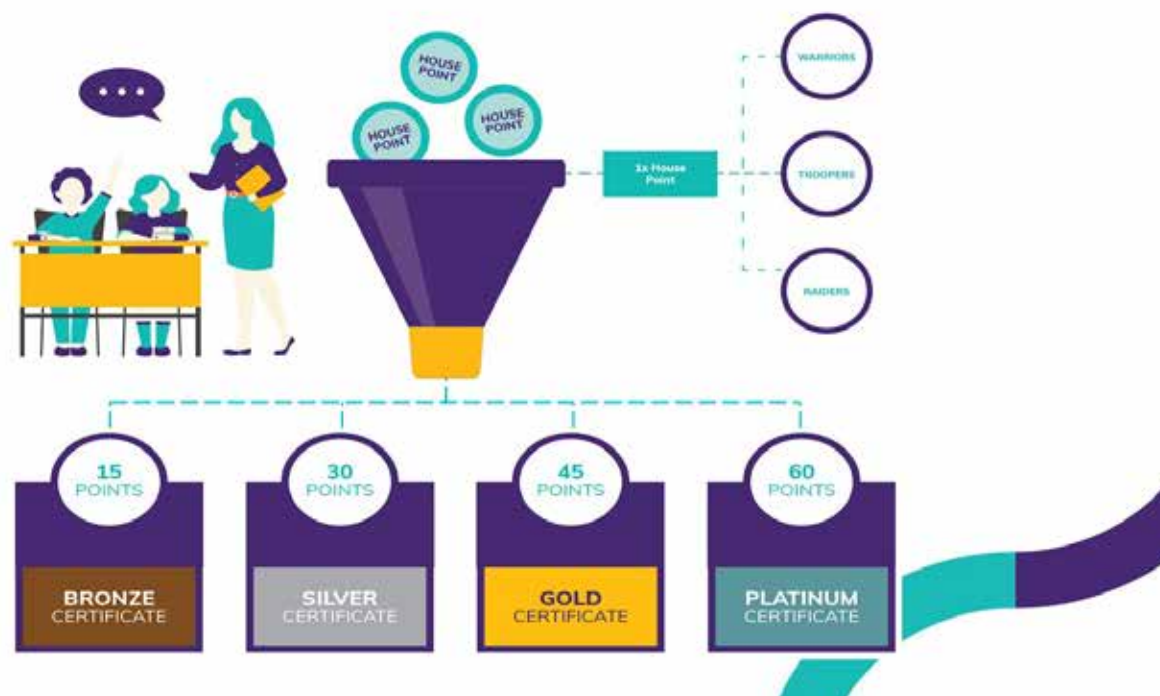 HOUSE
POINT
HOUSE
POINT
HOUSE
POINT
WARRIORS
1x House
Point
TROOPERS
RAIDERS
15
POINTS
30
POINTS
45
POINTS
60
POINTS
BRONZE
CERTIFICATE
SILVER
CERTIFICATE
GOLD
CERTIFICATE
PLATINUM
CERTIFICATE